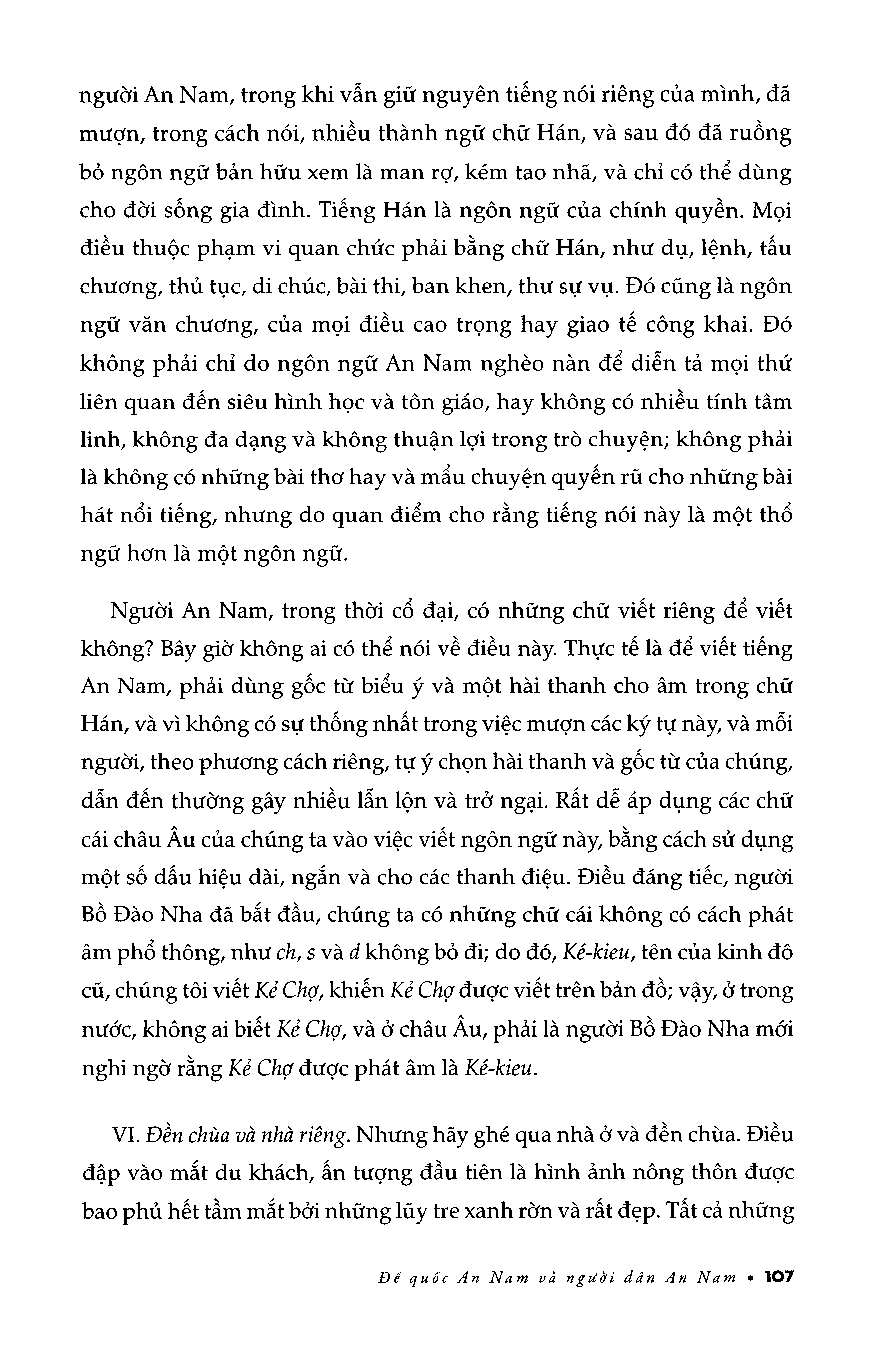 người An Nam, trong khi vẫn giữ nguyên tiếng nói riêng của mình, đã
mượn, trong cách nói, nhiều thành ngữ chữ Hán, và sau đó đã ruồng
bỏ ngôn ngữ bản hữu xem là man rợ, kém tao nhã, và chỉ có thể dùng
cho đời sống gia đình. Tiếng Hán là ngôn ngữ của chính quyền. Mọi
điều thuộc phạm vi quan chức phải bằng chữ Hán, như dụ, lệnh, tấu
chương, thủ tục, di chúc, bài thi, ban khen, thư sự vụ. Đó cũng là ngôn
ngữ văn chương, của mọi điều cao trọng hay giao tế công khai. Đó
không phải chỉ do ngôn ngữ An Nam nghèo nàn để diễn tả mọi thứ
liên quan đến siêu hình học và tôn giáo, hay không có nhiều tính tâm
linh, không đa dạng và không thuận lợi trong trò chuyện; không phải
là không có những bài thơ hay và mẩu chuyện quyến rũ cho những bài
hát nổi tiếng, nhưng do quan điểm cho rằng tiếng nói này là một thổ
ngữ hơn là một ngôn ngữ.
Người An Nam, trong thời cổ đại, có những chữ viết riêng để viết
không? Bây giờ không ai có thể nói về điều này. Thực tế là để viết tiếng
An Nam, phải dùng gốc từ biểu ý và một hài thanh cho âm trong chữ
Hán, và vì không có sự thống nhất trong việc mượn các ký tự này, và mỗi
người, theo phương cách riêng, tự ý chọn hài thanh và gốc từ của chúng,
dẫn đến thường gây nhiều lẫn lộn và trở ngại. Rất dễ áp dụng các chữ
cái châu Âu của chúng ta vào việc viết ngôn ngữ này, bằng cách sử dụng
một số dấu hiệu dài, ngắn và cho các thanh điệu. Điều đáng tiếc, người
Bồ Đào Nha đã bắt đầu, chúng ta có những chữ cái không có cách phát
âm phổ thông, như ch, s và d không bỏ đi; do đó, Ké-kieu, tên của kinh đô
cũ, chúng tôi viết Kẻ Chợ, khiến Kẻ Chợ được viết trên bản đồ; vậy, ở trong
nước, không ai biết Kẻ Chợ, và ở châu Âu, phải là người Bồ Đào Nha mới
nghi ngờ rằng Kẻ Chợ được phát âm là Ké-kieu.
VI. Đền chùa và nhà riêng. Nhưng hãy ghé qua nhà ở và đền chùa. Điều
đập vào mắt du khách, ấn tượng đầu tiên là hình ảnh nông thôn được
bao phủ hết tầm mắt bởi những lũy tre xanh rờn và rất đẹp. Tất cả những
Đế quốc An Nam và người dân An Nam • 107